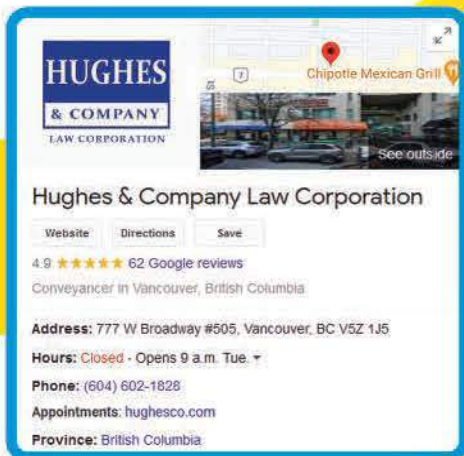 HUGHES
& COMPANY
LAW CORPORATION
St
7
Chipotle Mexican Grill
See outside
Hughes & Company Law Corporation
Website Directions Save
4.9 ★★★★★ 62 Google reviews
Conveyancer in Vancouver, British Columbia
Address: 777 W Broadway #505, Vancouver, BC V5Z 1J5
Hours: Closed - Opens 9 a.m. Tue.
Phone: (604) 602-1828
Appointments: hughesco.com
Province: British Columbia